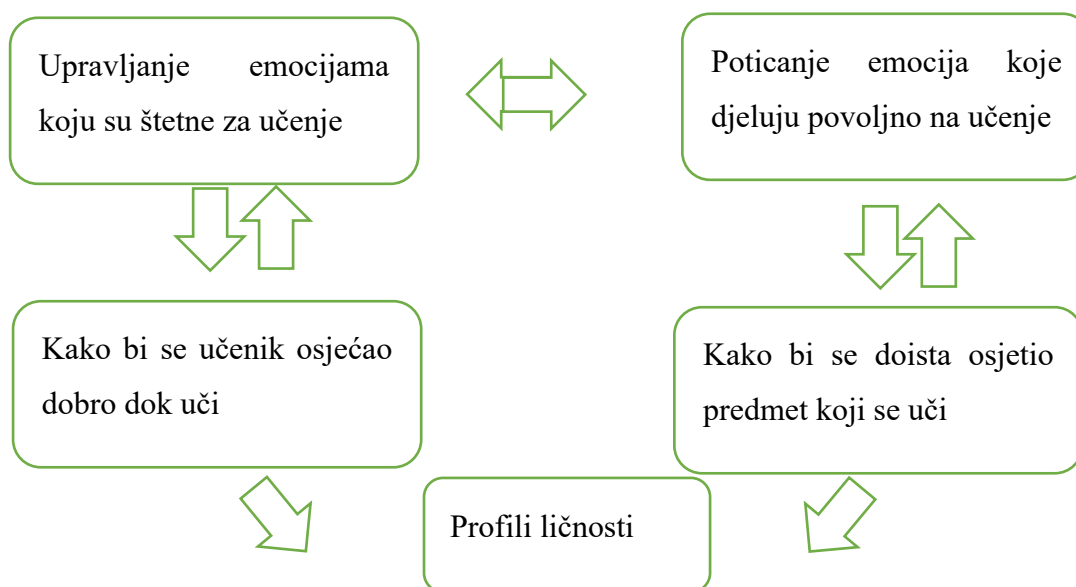 Upravljanje emocijama
koju su štetne za učenje
Poticanje emocija koje
djeluju povoljno na učenje
Kako bi se učenik osjećao
dobro dok uči
Kako bi se doista osjetio
predmet koji se uči
Profili ličnosti